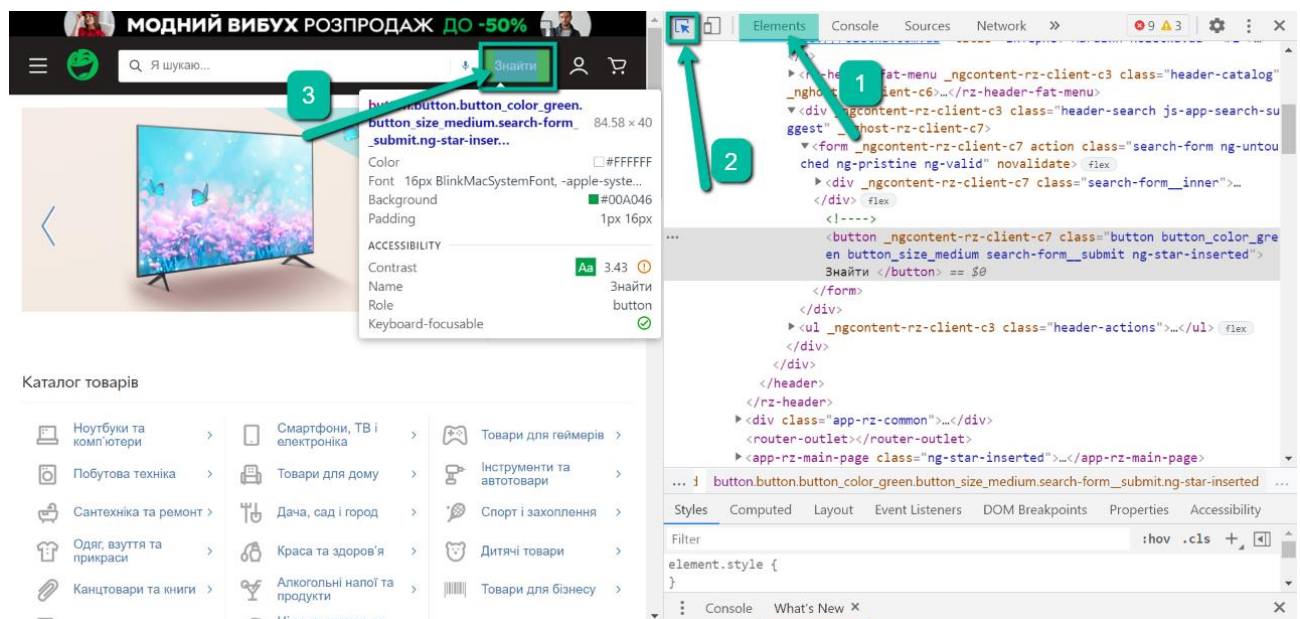 МОДНИЙ ВИБУХ РОЗПРОДАЖ ДО -50%
Я шукаю...
Знайти
3
button.button.button_color_green.
button_size_medium.search-form_
_submit.ng-star-inser...
84.58 × 40
Color #FFFFFF
Font 16px BlinkMacSystemFont, -apple-syste...
Background #00A046
Padding 1px 16px
ACCESSIBILITY
Contrast Aa 3.43
Name Знайти
Role button
Keyboard-focusable
Каталог товарів
Ноутбуки та комп'ютери
Смартфони, ТВ і електроніка
Товари для геймерів
Побутова техніка
Товари для дому
Інструменти та автотовари
Сантехніка та ремонт
Дача, сад і город
Спорт і захоплення
Одяг, взуття та прикраси
Краса та здоров'я
Дитячі товари
Канцтовари та книги
Алкогольні напої та продукти
Товари для бізнесу
Elements Console Sources Network » 9 3
1
2
fat-menu _ngcontent-rz-client-c3 class="header-catalog"
_nghost client-c6>…</rz-header-fat-menu>
▼<div _ngcontent-rz-client-c3 class="header-search js-app-search-su
ggest" _nghost-rz-client-c7>
▼<form _ngcontent-rz-client-c7 action class="search-form ng-untou
ched ng-pristine ng-valid" novalidate> flex
▶<div _ngcontent-rz-client-c7 class="search-form__inner">…
</div> flex
<!---->
<button _ngcontent-rz-client-c7 class="button button_color_gre
en button_size_medium search-form__submit ng-star-inserted">
Знайти </button> == $0
</form>
</div>
▶<ul _ngcontent-rz-client-c3 class="header-actions">…</ul> flex
</div>
</div>
</header>
</rz-header>
▶<div class="app-rz-common">…</div>
<router-outlet></router-outlet>
▶<app-rz-main-page class="ng-star-inserted">…</app-rz-main-page>
... button.button.button_color_green.button_size_medium.search-form__submit.ng-star-inserted ...
Styles Computed Layout Event Listeners DOM Breakpoints Properties Accessibility
Filter :hov .cls +
element.style {
}
Console What's New ×